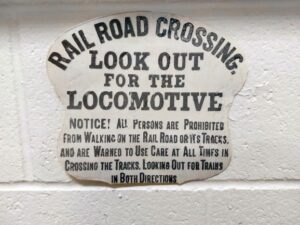 RAIL ROAD CROSSING.
LOOK OUT
FOR THE
LOCOMOTIVE
NOTICE! ALL PERSONS ARE PROHIBITED
FROM WALKING ON THE RAIL ROAD OR ITS TRACKS,
AND ARE WARNED TO USE CARE AT ALL TIMES IN
CROSSING THE TRACKS, LOOKING OUT FOR TRAINS
IN BOTH DIRECTIONS